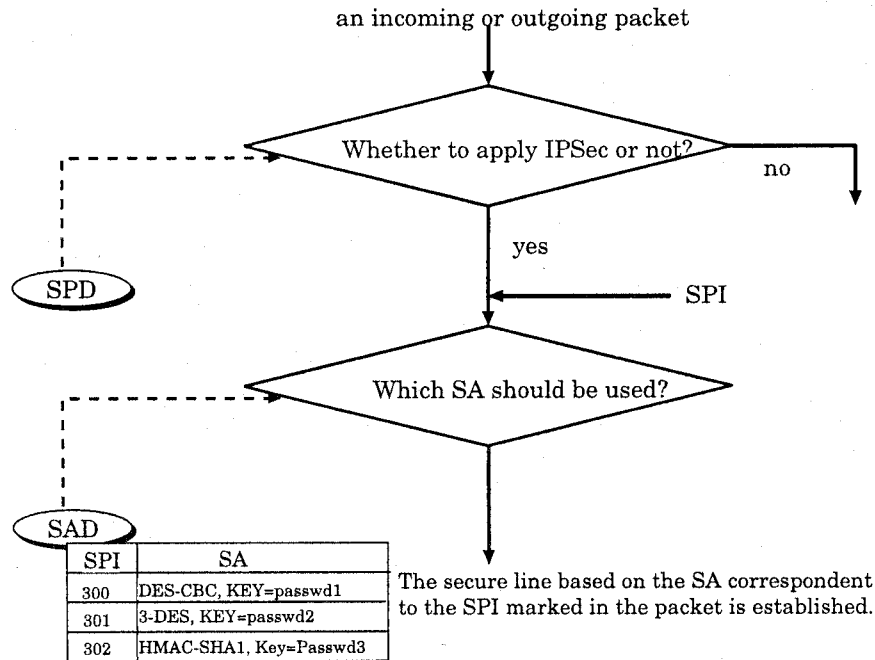 an incoming or outgoing packet
Whether to apply IPSec or not?
no
yes
SPD
SPI
Which SA should be used?
SAD
SPI SA
300 DES-CBC, KEY=passwd1
301 3-DES, KEY=passwd2
302 HMAC-SHA1, Key=Passwd3
The secure line based on the SA correspondent
to the SPI marked in the packet is established.